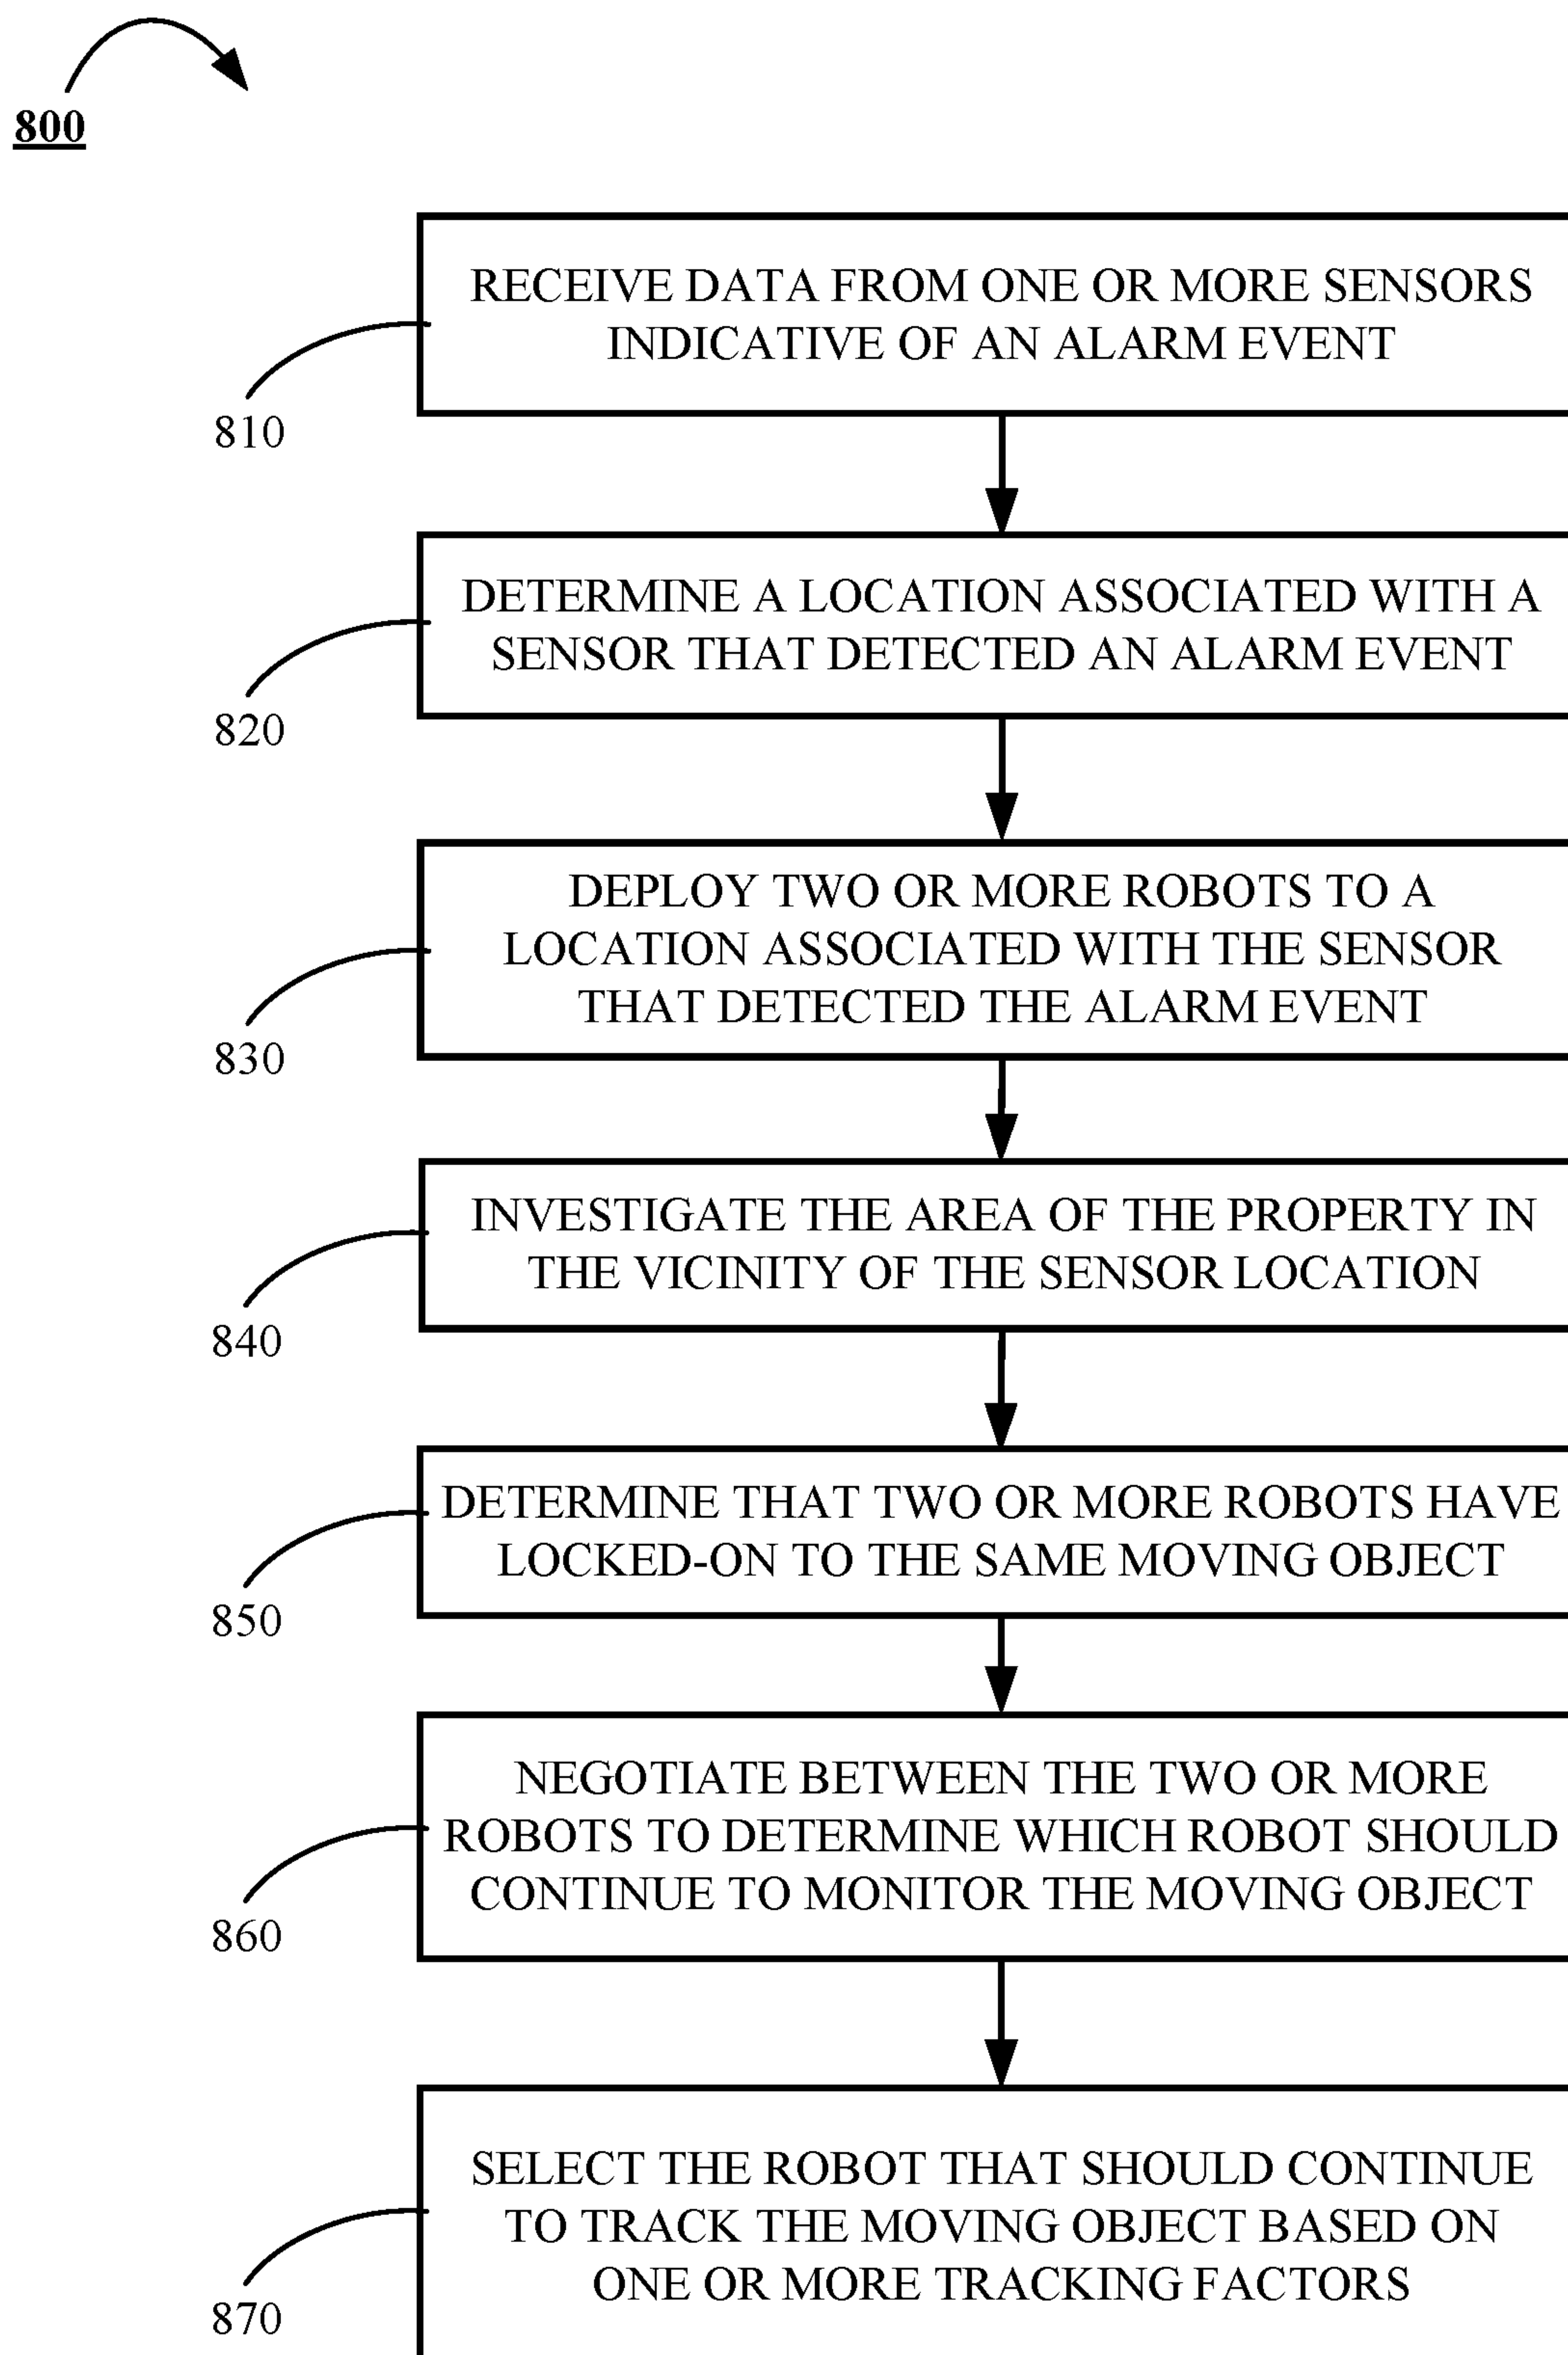 800
RECEIVE DATA FROM ONE OR MORE SENSORS
INDICATIVE OF AN ALARM EVENT
810
DETERMINE A LOCATION ASSOCIATED WITH A
SENSOR THAT DETECTED AN ALARM EVENT
820
DEPLOY TWO OR MORE ROBOTS TO A
LOCATION ASSOCIATED WITH THE SENSOR
THAT DETECTED THE ALARM EVENT
830
INVESTIGATE THE AREA OF THE PROPERTY IN
THE VICINITY OF THE SENSOR LOCATION
840
DETERMINE THAT TWO OR MORE ROBOTS HAVE
LOCKED-ON TO THE SAME MOVING OBJECT
850
NEGOTIATE BETWEEN THE TWO OR MORE
ROBOTS TO DETERMINE WHICH ROBOT SHOULD
CONTINUE TO MONITOR THE MOVING OBJECT
860
SELECT THE ROBOT THAT SHOULD CONTINUE
TO TRACK THE MOVING OBJECT BASED ON
ONE OR MORE TRACKING FACTORS
870